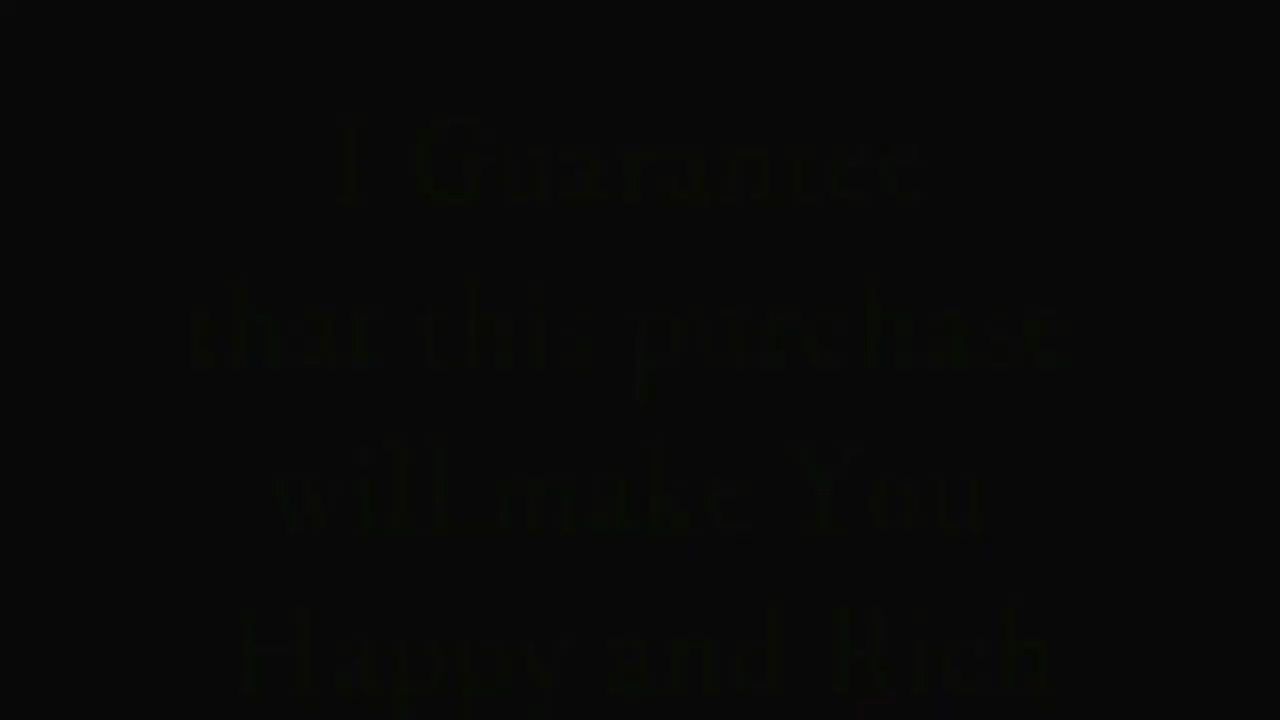 I Guarantee
that this purchase
will make You
Happy and Rich